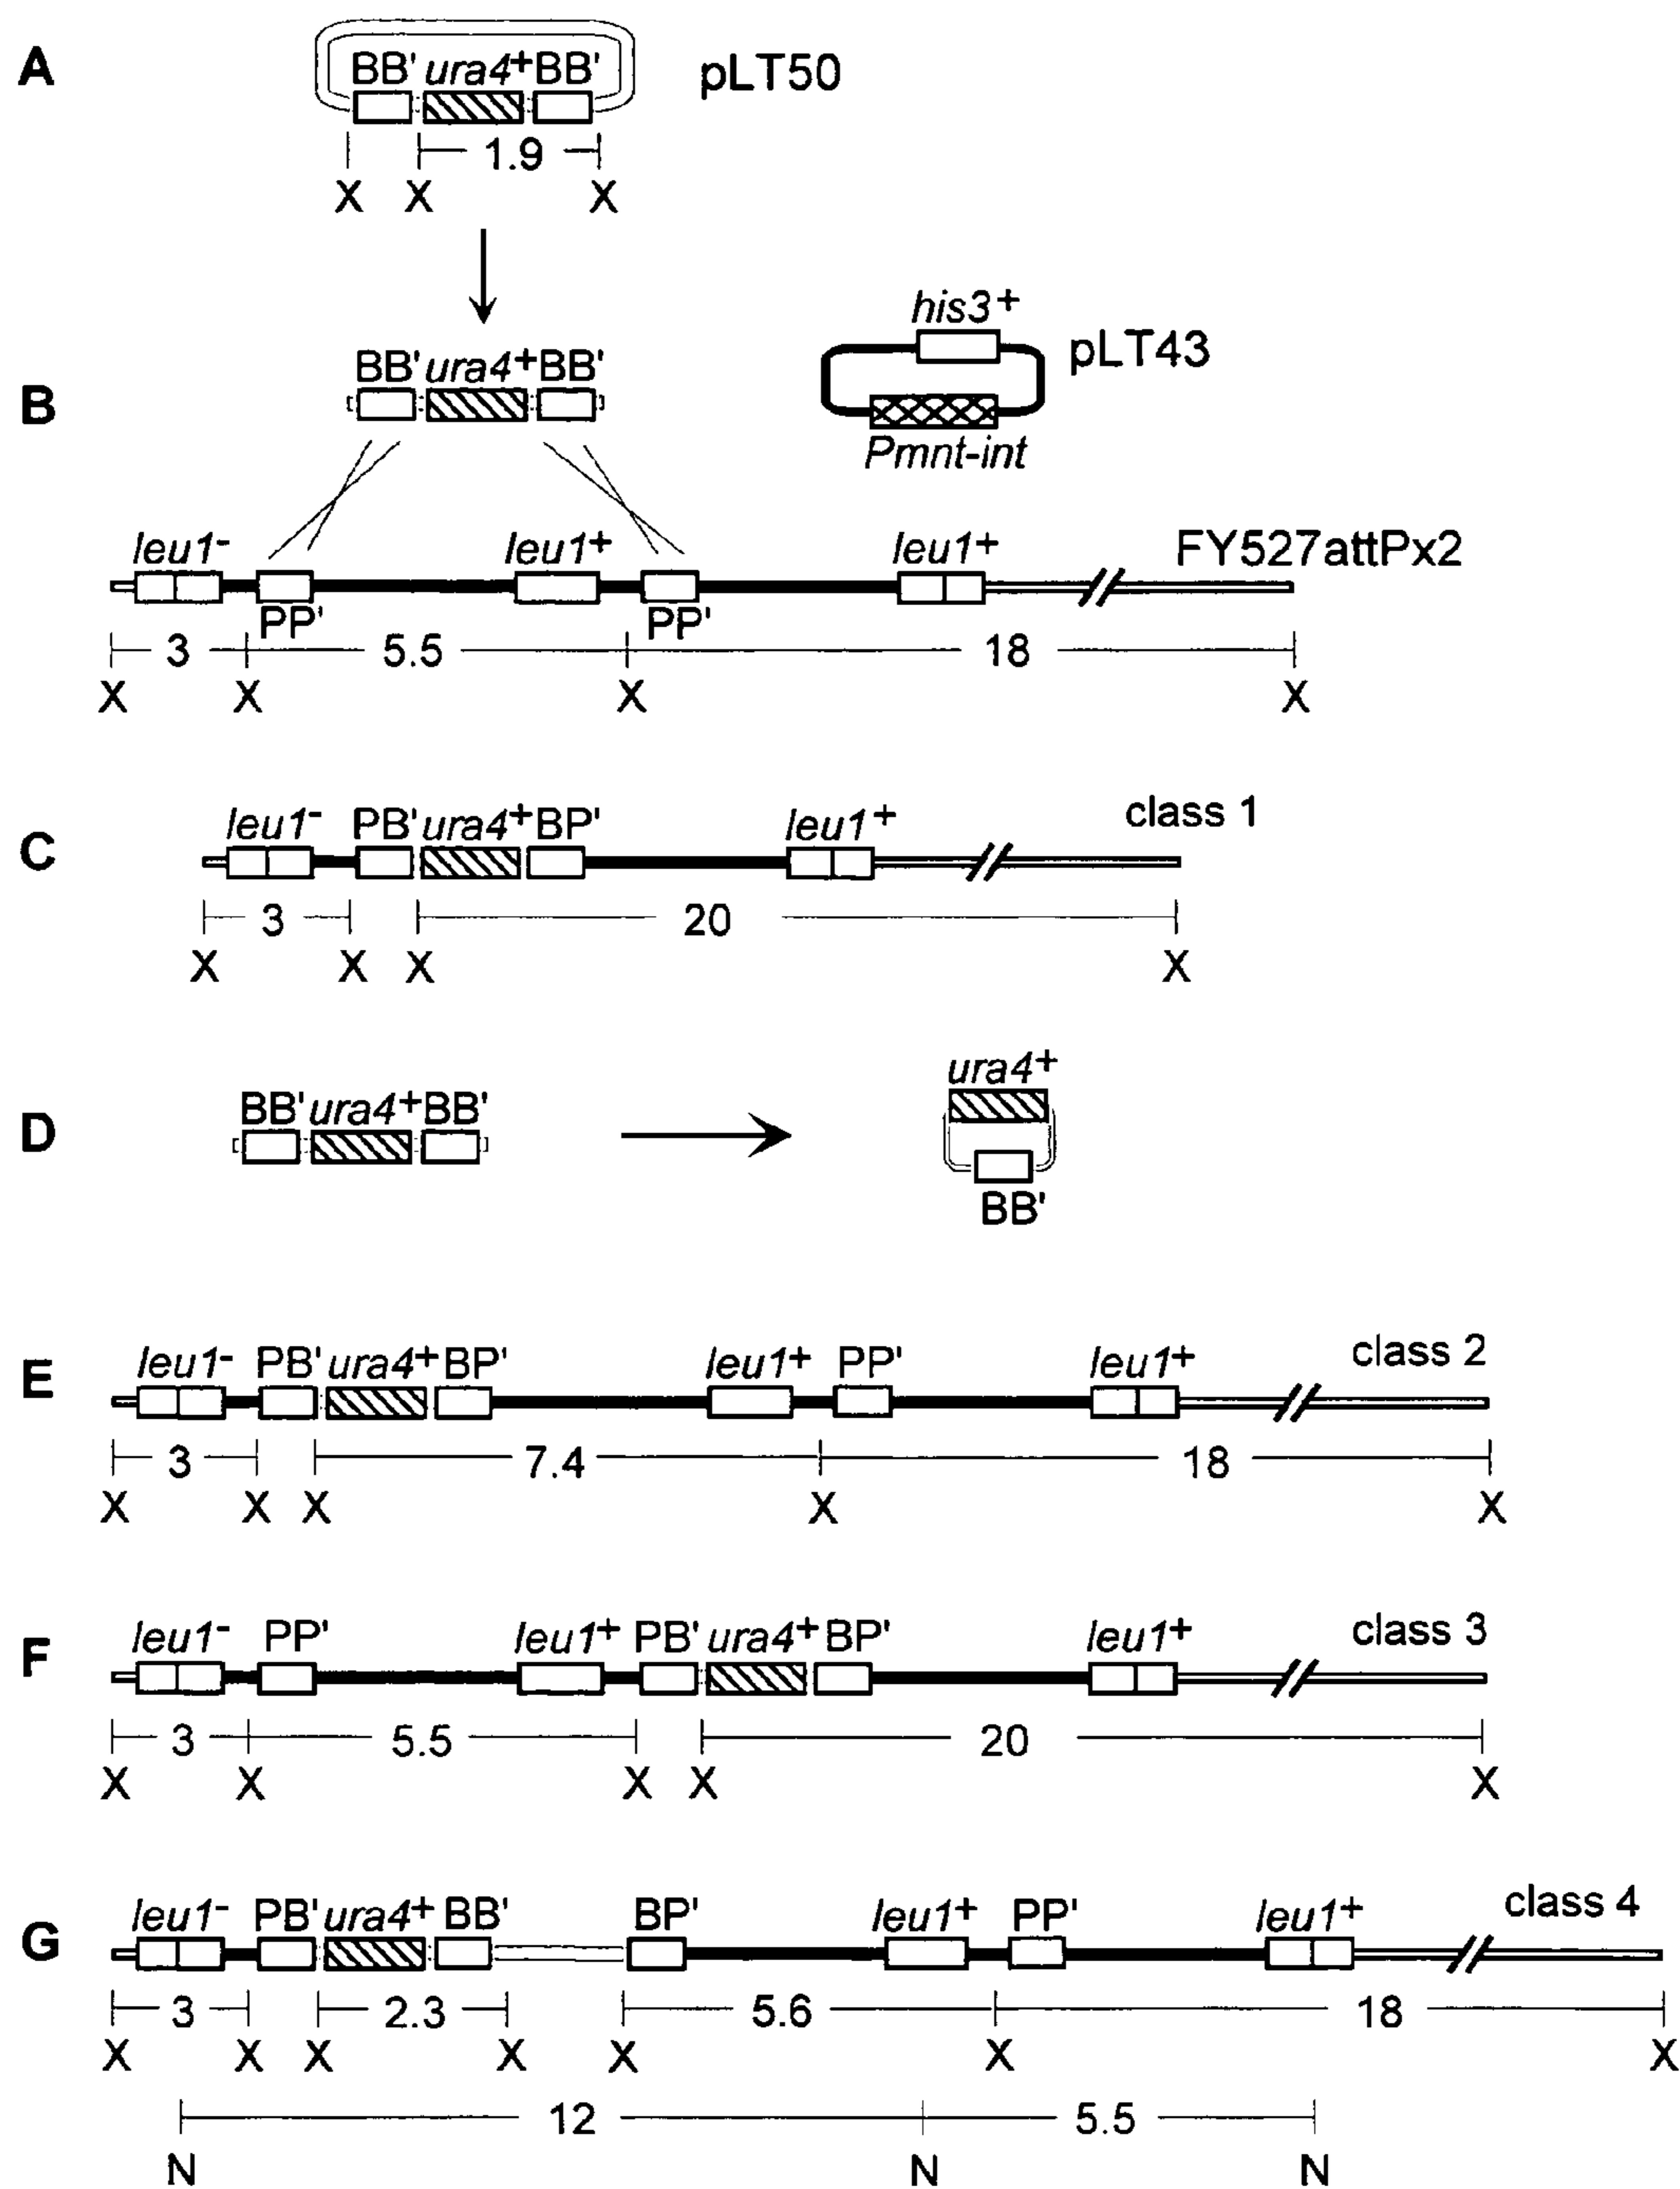 A
BB' ura4+ BB'
pLT50
1.9
X X X
his3+
pLT43
B
BB' ura4+ BB'
Pmnt-int
leu1- leu1+ leu1+ FY527attPx2
PP' PP'
3 5.5 18
X X X X
class 1
C
leu1- PB' ura4+ BP' leu1+
3 20
X X X X
ura4+
D
BB' ura4+ BB'
BB'
class 2
E
leu1- PB' ura4+ BP' leu1+ PP' leu1+
3 7.4 18
X X X X X
class 3
F
leu1- PP' leu1+ PB' ura4+ BP' leu1+
3 5.5 20
X X X X X
class 4
G
leu1- PB' ura4+ BB' BP' leu1+ PP' leu1+
3 2.3 5.6 18
X X X X X X X
12 5.5
N N N